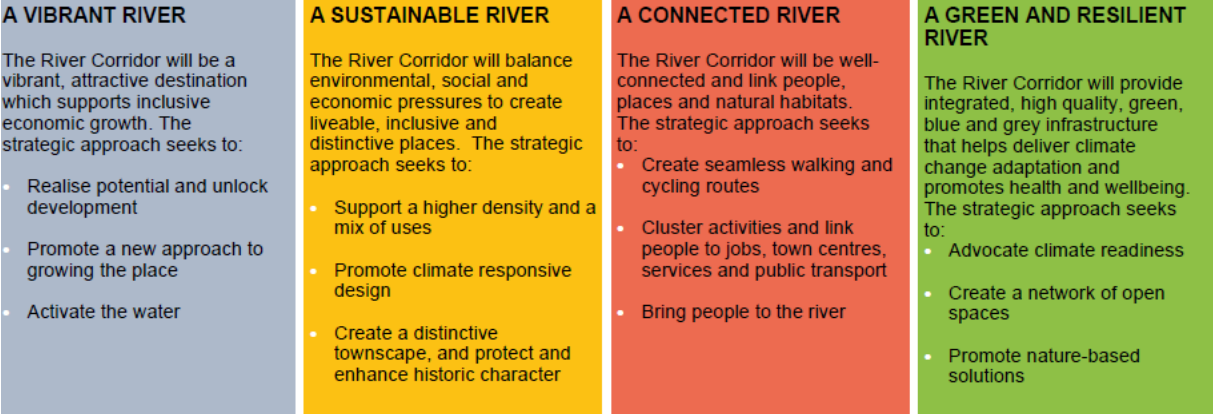 A VIBRANT RIVER
The River Corridor will be a
vibrant, attractive destination
which supports inclusive
economic growth. The
strategic approach seeks to:
• Realise potential and unlock
development
• Promote a new approach to
growing the place
• Activate the water
A SUSTAINABLE RIVER
The River Corridor will balance
environmental, social and
economic pressures to create
liveable, inclusive and
distinctive places.  The strategic
approach seeks to:
• Support a higher density and a
mix of uses
• Promote climate responsive
design
• Create a distinctive
townscape, and protect and
enhance historic character
A CONNECTED RIVER
The River Corridor will be well-
connected and link people,
places and natural habitats.
The strategic approach seeks
to:
• Create seamless walking and
cycling routes
• Cluster activities and link
people to jobs, town centres,
services and public transport
• Bring people to the river
A GREEN AND RESILIENT
RIVER
The River Corridor will provide
integrated, high quality, green,
blue and grey infrastructure
that helps deliver climate
change adaptation and
promotes health and wellbeing.
The strategic approach seeks
to:
• Advocate climate readiness
• Create a network of open
spaces
• Promote nature-based
solutions